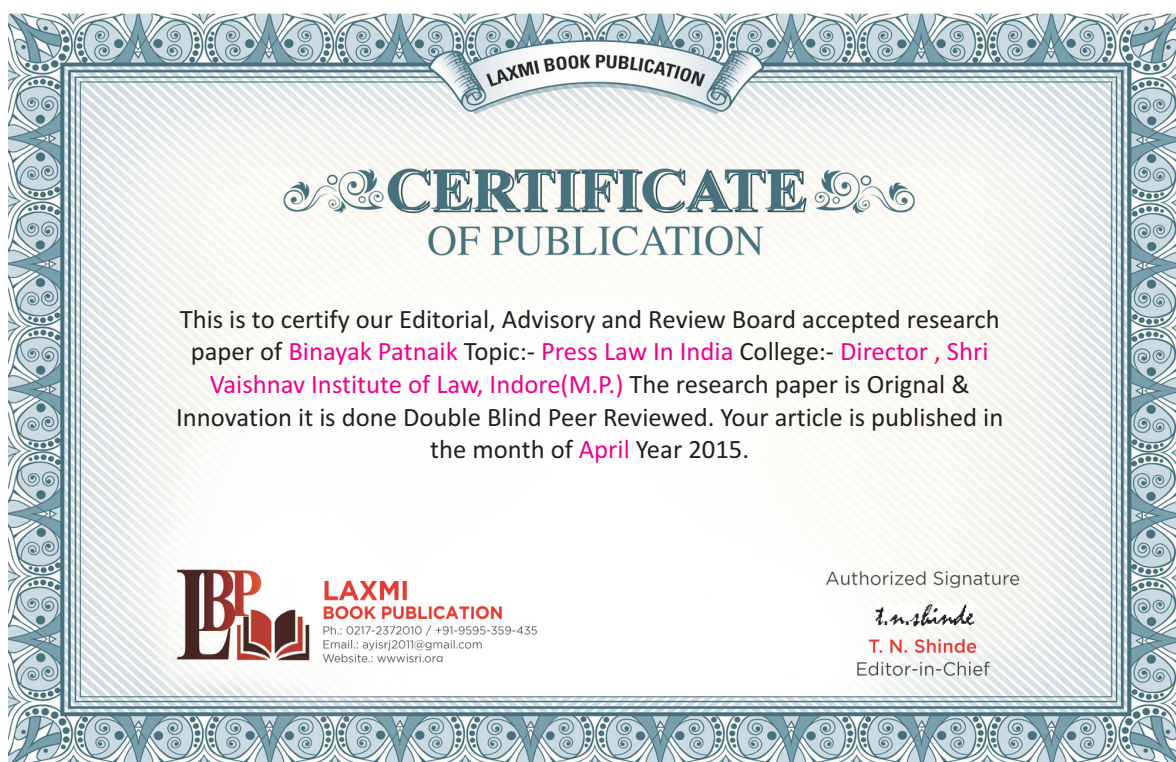 LAXMI BOOK PUBLICATION
CERTIFICATE
OF PUBLICATION
This is to certify our Editorial, Advisory and Review Board accepted research
paper of Binayak Patnaik Topic:- Press Law In India College:- Director , Shri
Vaishnav Institute of Law, Indore(M.P.) The research paper is Orignal &
Innovation it is done Double Blind Peer Reviewed. Your article is published in
the month of April Year 2015.
LBP
LAXMI
BOOK PUBLICATION
Ph.: 0217-2372010 / +91-9595-359-435
Email.: ayisrj2011@gmail.com
Website.: wwwisri.org
Authorized Signature
t.n.shinde
T. N. Shinde
Editor-in-Chief